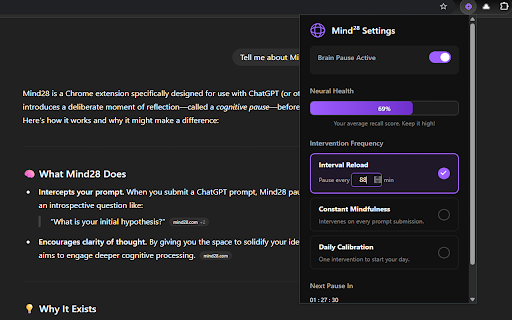 Tell me about Mi
Mind28 is a Chrome extension specifically designed for use with ChatGPT (or ot
introduces a deliberate moment of reflection—called a cognitive pause—before
Here's how it works and why it might make a difference:
🧠 What Mind28 Does
• Intercepts your prompt. When you submit a ChatGPT prompt, Mind28 pau
an introspective question like:
"What is your initial hypothesis?" mind28.com +2
• Encourages clarity of thought. By giving you the space to solidify your ide
aims to engage deeper cognitive processing. mind28.com
💡 Why It Exists
Mind²⁸ Settings
Brain Pause Active
Neural Health
69%
Your average recall score. Keep it high!
Intervention Frequency
Interval Reload
Pause every 88 min
Constant Mindfulness
Intervenes on every prompt submission.
Daily Calibration
One intervention to start your day.
Next Pause In
01 : 27 : 30